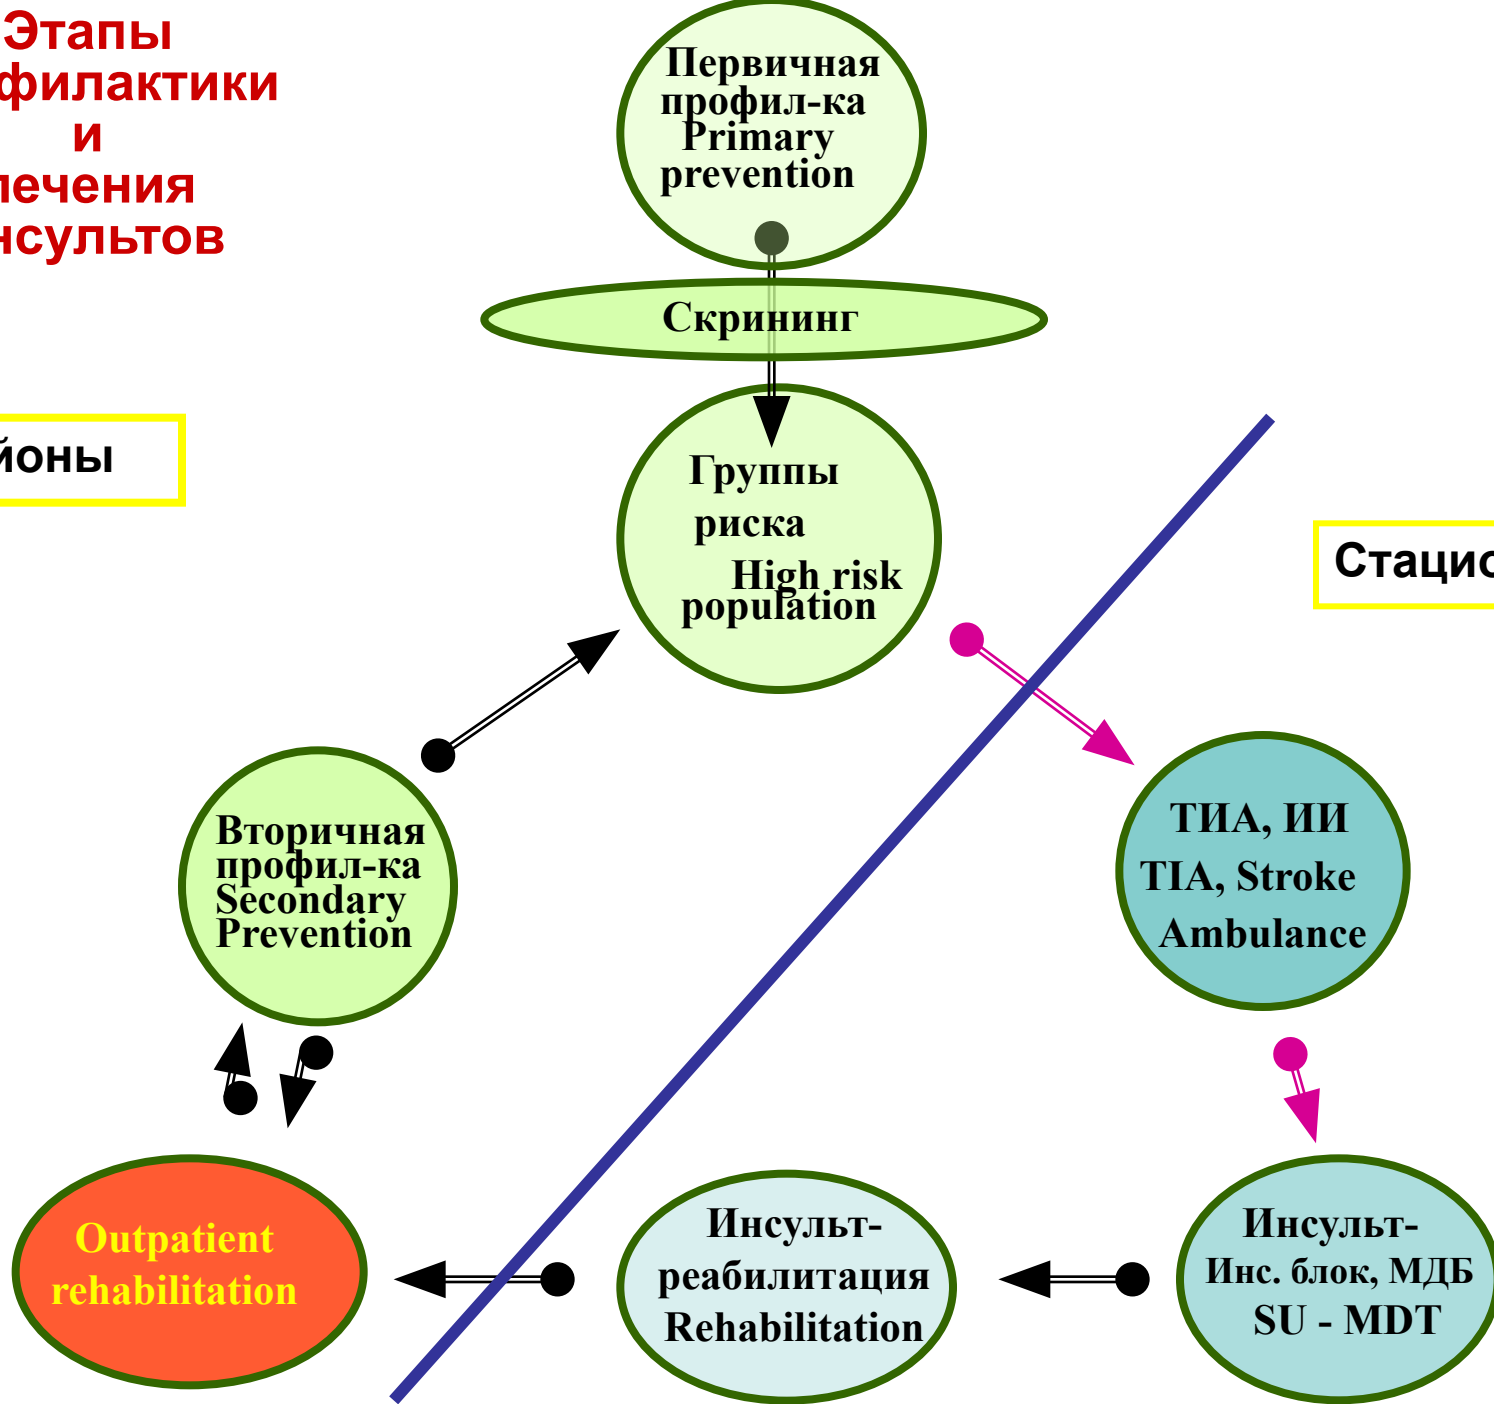 Этапы
филактики
и
лечения
нсультов
Первичная
профил-ка
Primary
prevention
Скрининг
йоны
Группы
риска
High risk
population
Стацио
Вторичная
профил-ка
Secondary
Prevention
ТИА, ИИ
TIA, Stroke
Ambulance
Outpatient
rehabilitation
Инсульт-
реабилитация
Rehabilitation
Инсульт-
Инс. блок, МДБ
SU - MDT